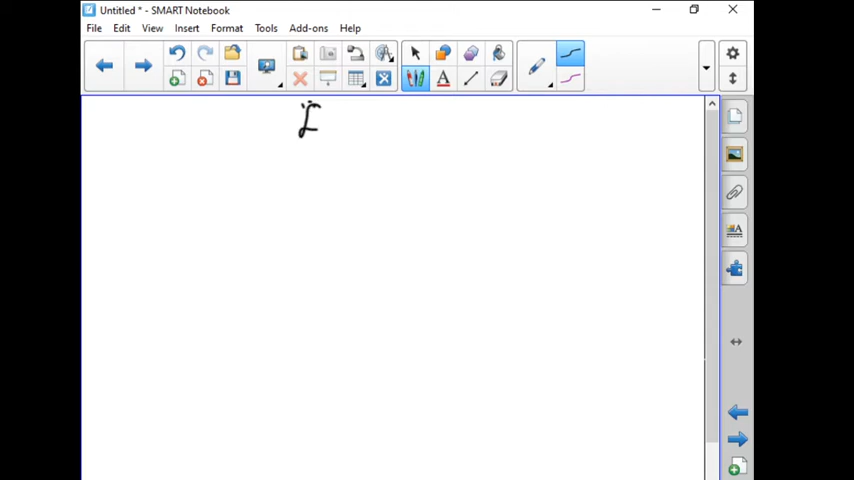 Untitled * - SMART Notebook
File Edit View Insert Format Tools Add-ons Help